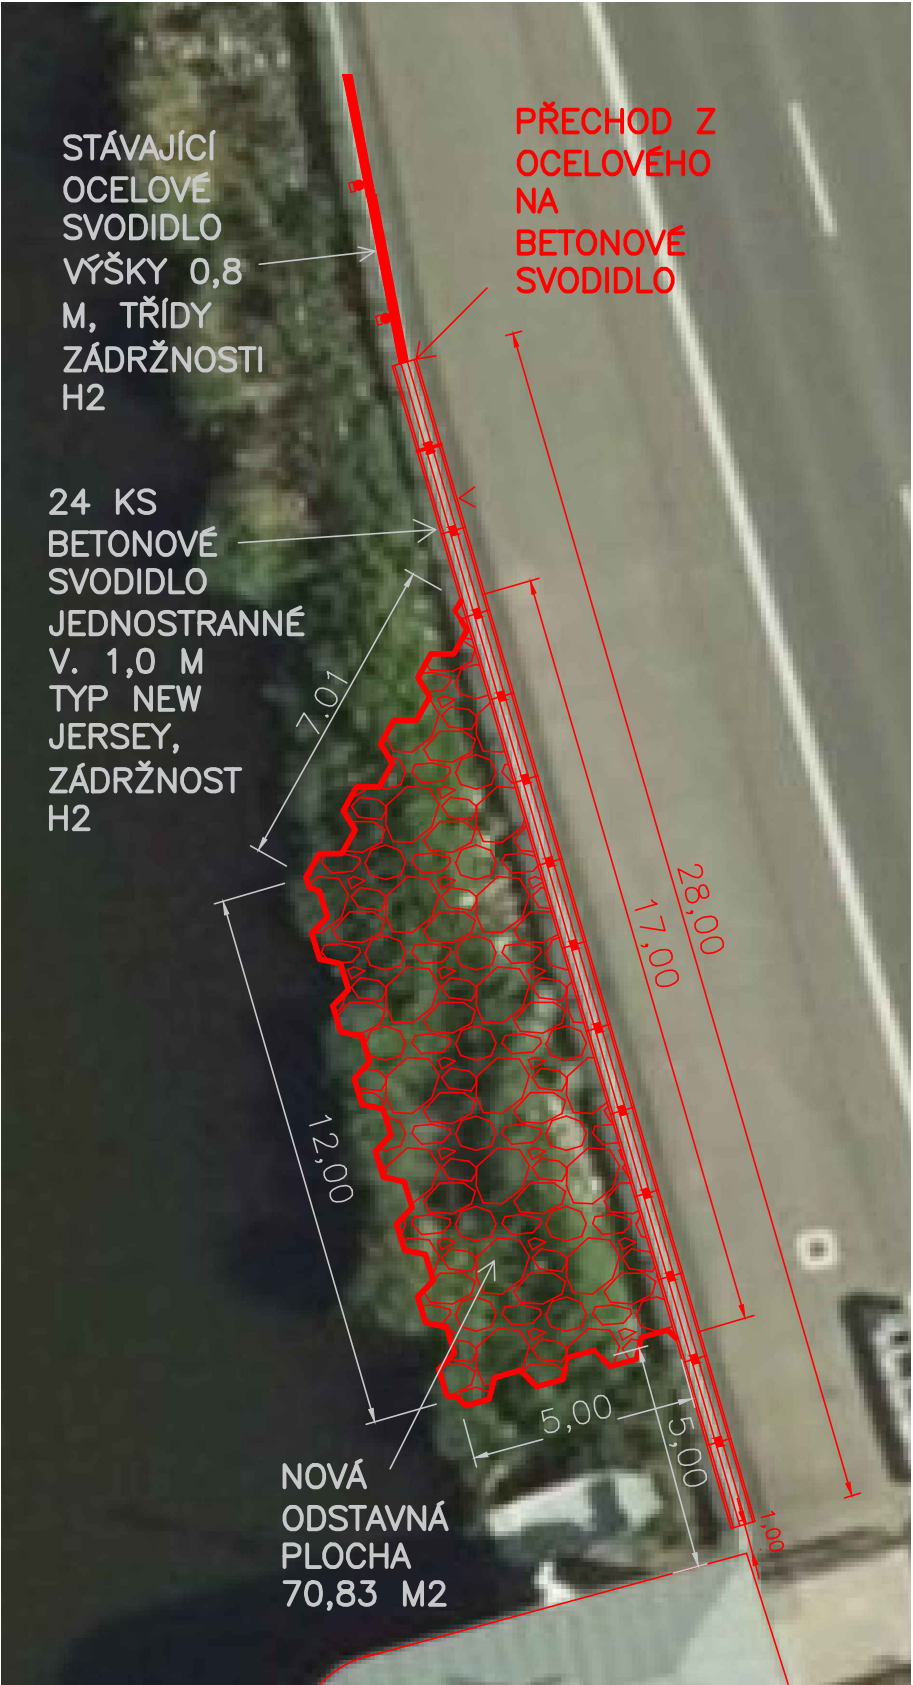 PŘECHOD Z
OCELOVÉHO
NA
BETONOVÉ
SVODIDLO
STÁVAJÍCÍ
OCELOVÉ
SVODIDLO
VÝŠKY 0,8
M, TŘÍDY
ZÁDRŽNOSTI
H2
24 KS
BETONOVÉ
SVODIDLO
JEDNOSTRANNÉ
V. 1,0 M
TYP NEW
JERSEY,
ZÁDRŽNOST
H2
7.01
28,00
17,00
12,00
5,00
5,00
1,00
NOVÁ
ODSTAVNÁ
PLOCHA
70,83 M2